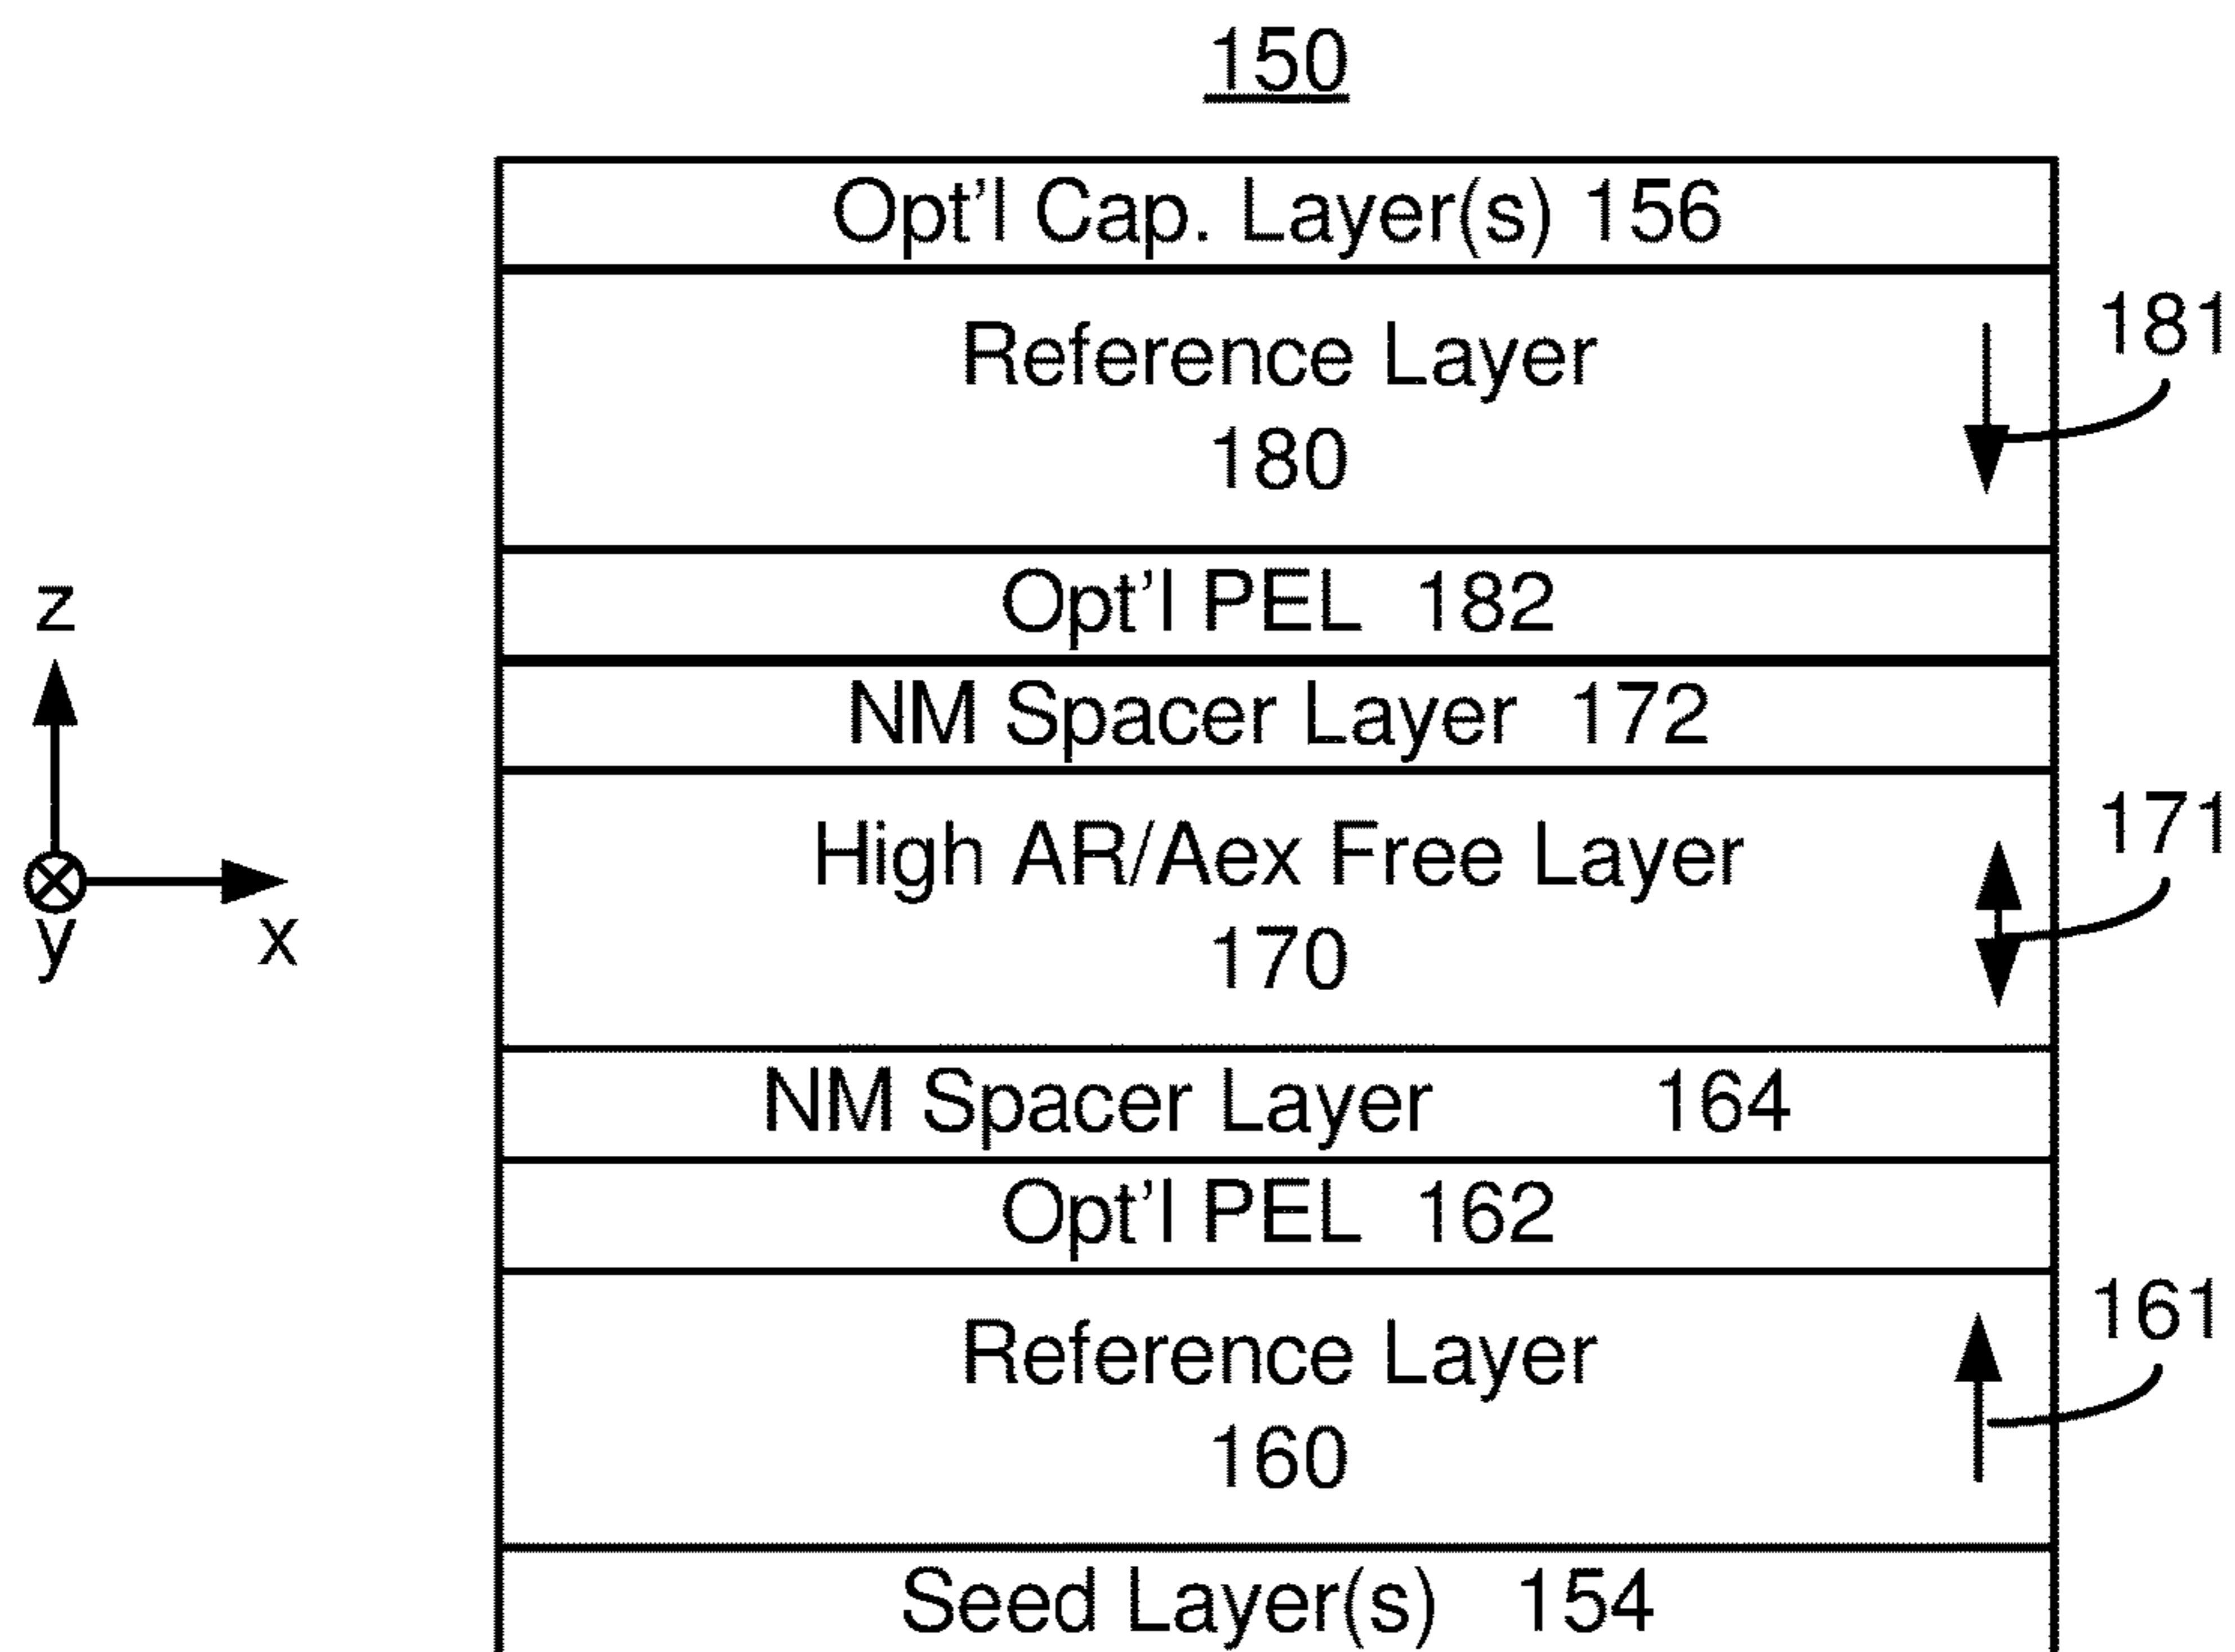 150
Opt'l Cap. Layer(s) 156
Reference Layer
180
181
Opt'l PEL 182
NM Spacer Layer 172
High AR/Aex Free Layer
170
171
z
y
x
NM Spacer Layer 164
Opt'l PEL 162
Reference Layer
160
161
Seed Layer(s) 154